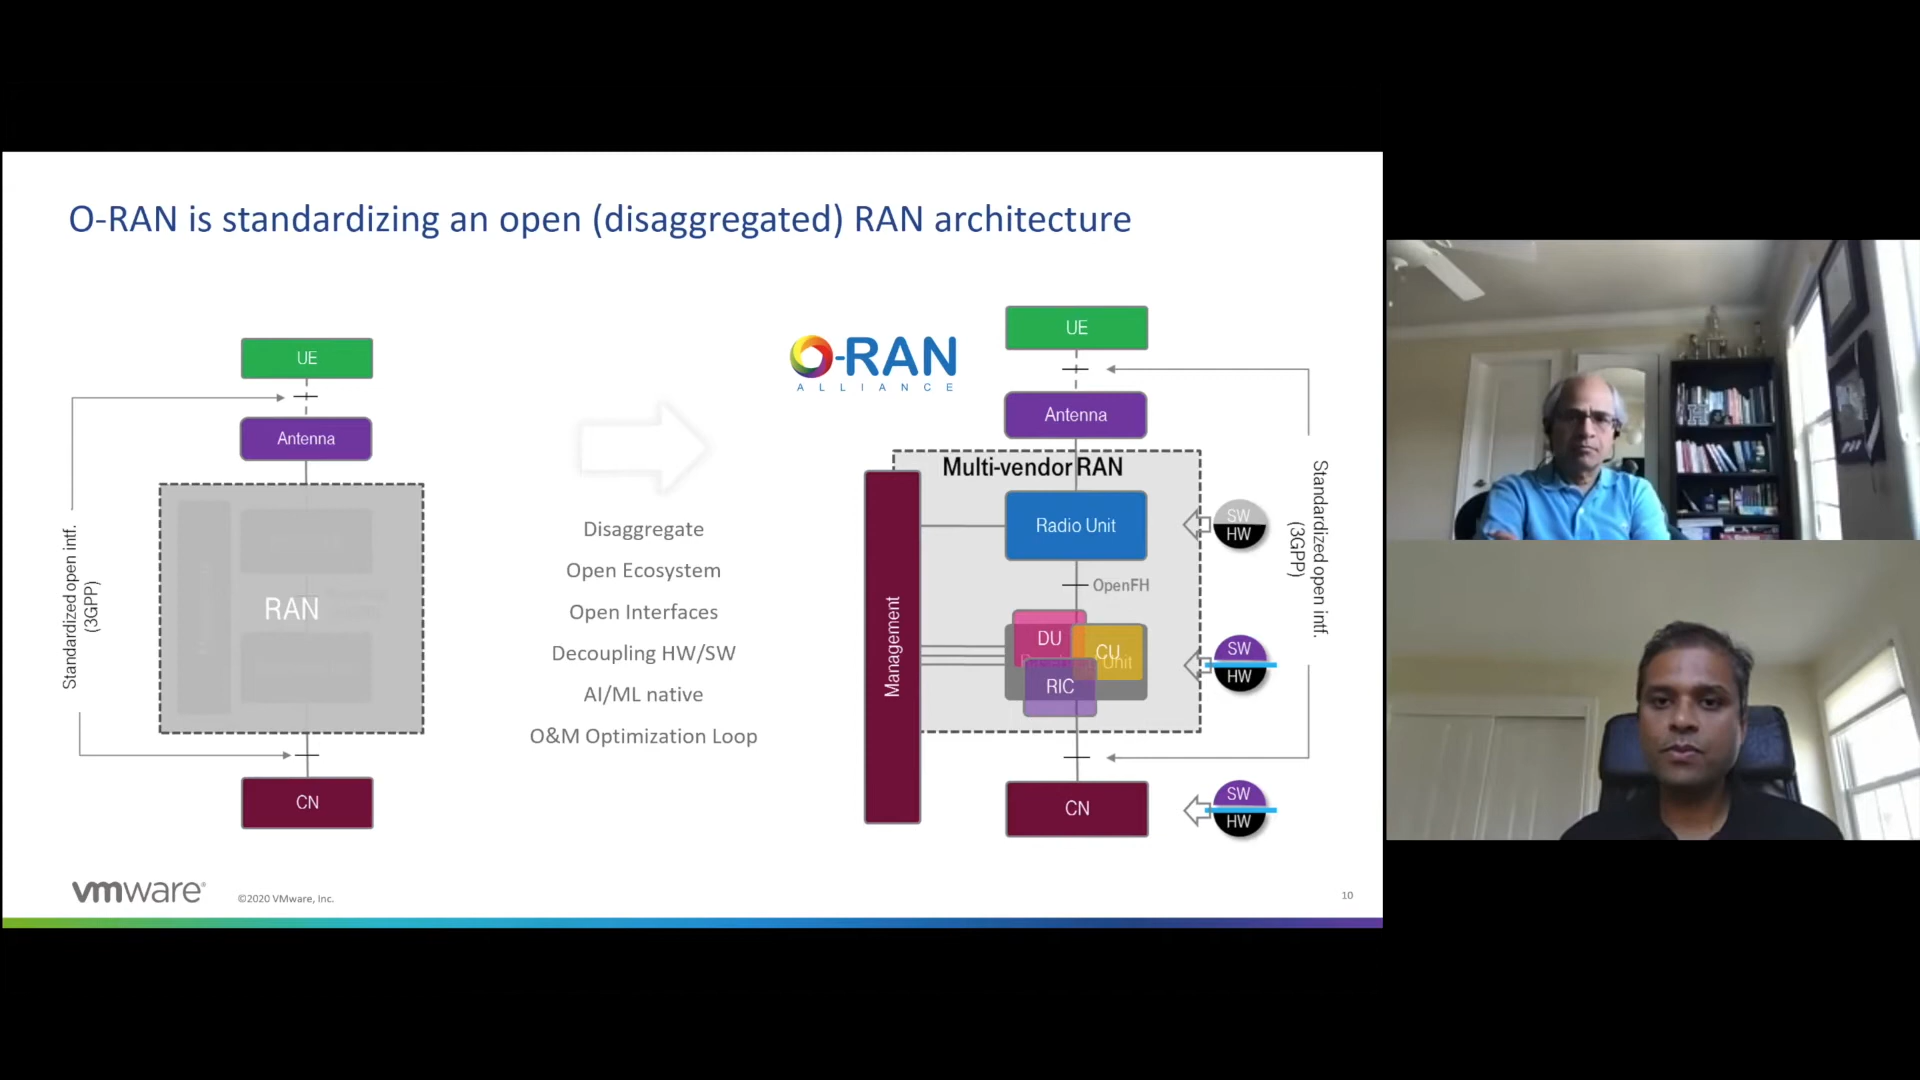 O-RAN is standardizing an open (disaggregated) RAN architecture
UE
Antenna
RAN
CN
Standardized open intf.
(3GPP)
Disaggregate
Open Ecosystem
Open Interfaces
Decoupling HW/SW
AI/ML native
O&M Optimization Loop
O-RAN
ALLIANCE
UE
Antenna
Multi-vendor RAN
Radio Unit
OpenFH
DU
CU
Unit
RIC
Management
CN
SW
HW
SW
HW
SW
HW
Standardized open intf.
(3GPP)
vmware
©2020 VMware, Inc.
10